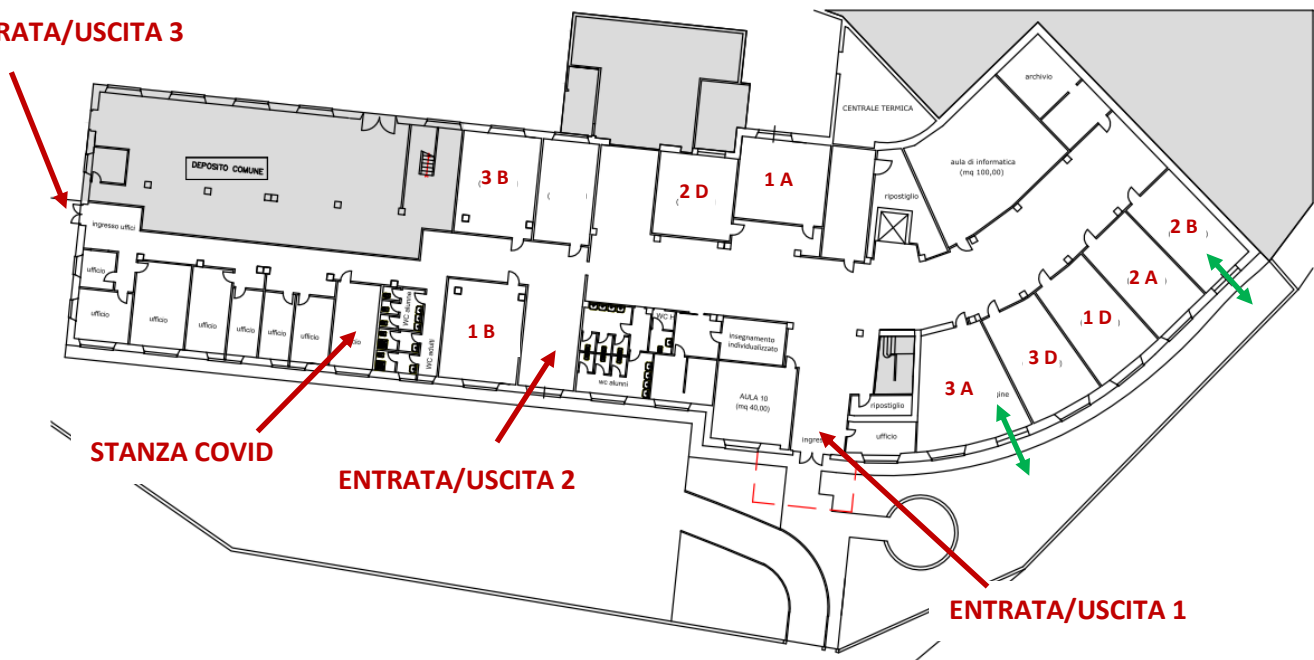 RATA/USCITA 3
archivio
CENTRALE TERMICA
DEPOSITO COMUNE
aula di informatica
(mq 100,00)
3 B
2 D
1 A
ripostiglio
ingresso uffici
2 B
2 A
ufficio
1 D
ufficio
ufficio
ufficio
ufficio
ufficio
ufficio
WC alunne
WC adulti
1 B
WC H
insegnamento
individualizzato
3 D
wc alunni
AULA 10
(mq 40,00)
3 A
ripostiglio
ufficio
STANZA COVID
ENTRATA/USCITA 2
ENTRATA/USCITA 1